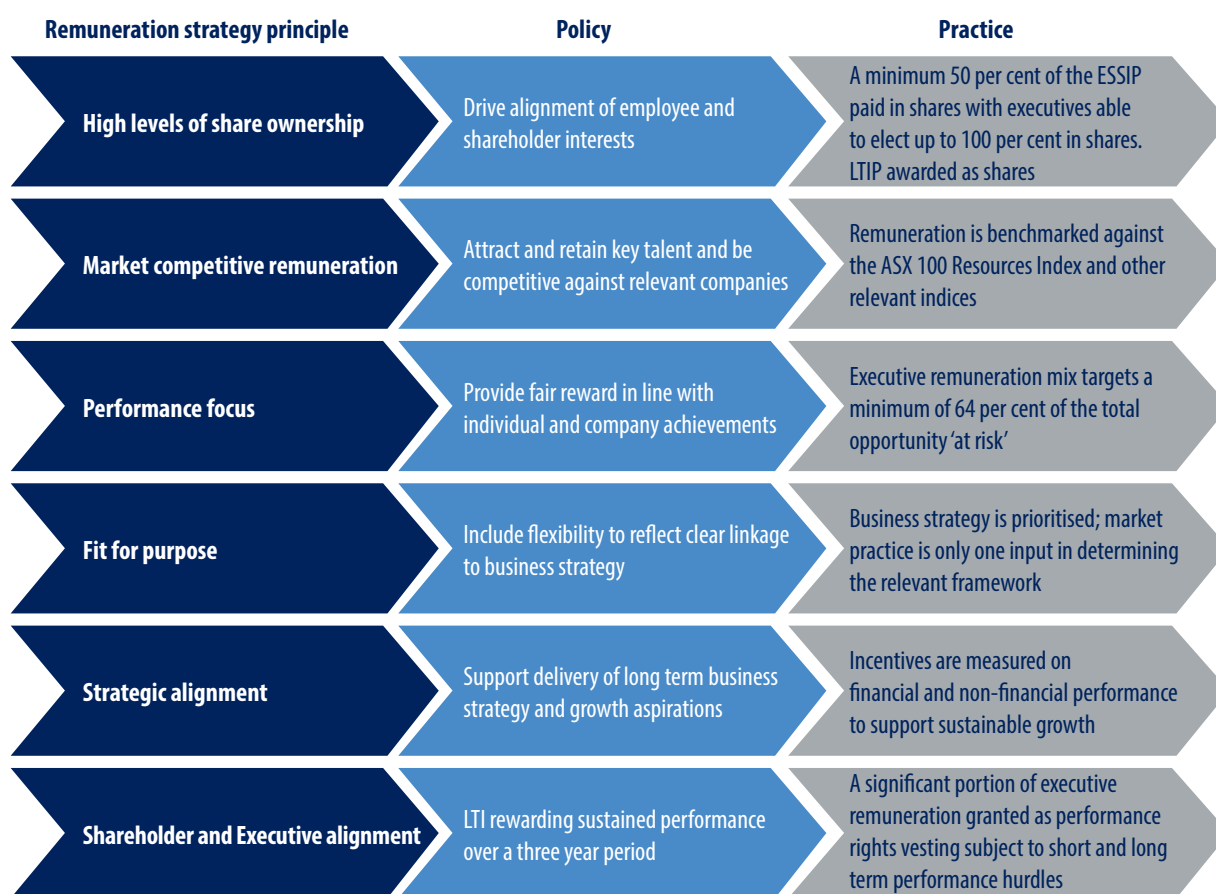 Remuneration strategy principle
Policy
Practice
High levels of share ownership
Drive alignment of employee and
shareholder interests
A minimum 50 per cent of the ESSIP
paid in shares with executives able
to elect up to 100 per cent in shares.
LTIP awarded as shares
Market competitive remuneration
Attract and retain key talent and be
competitive against relevant companies
Remuneration is benchmarked against
the ASX 100 Resources Index and other
relevant indices
Performance focus
Provide fair reward in line with
individual and company achievements
Executive remuneration mix targets a
minimum of 64 per cent of the total
opportunity ‘at risk’
Fit for purpose
Include flexibility to reflect clear linkage
to business strategy
Business strategy is prioritised; market
practice is only one input in determining
the relevant framework
Strategic alignment
Support delivery of long term business
strategy and growth aspirations
Incentives are measured on
financial and non-financial performance
to support sustainable growth
Shareholder and Executive alignment
LTI rewarding sustained performance
over a three year period
A significant portion of executive
remuneration granted as performance
rights vesting subject to short and long
term performance hurdles